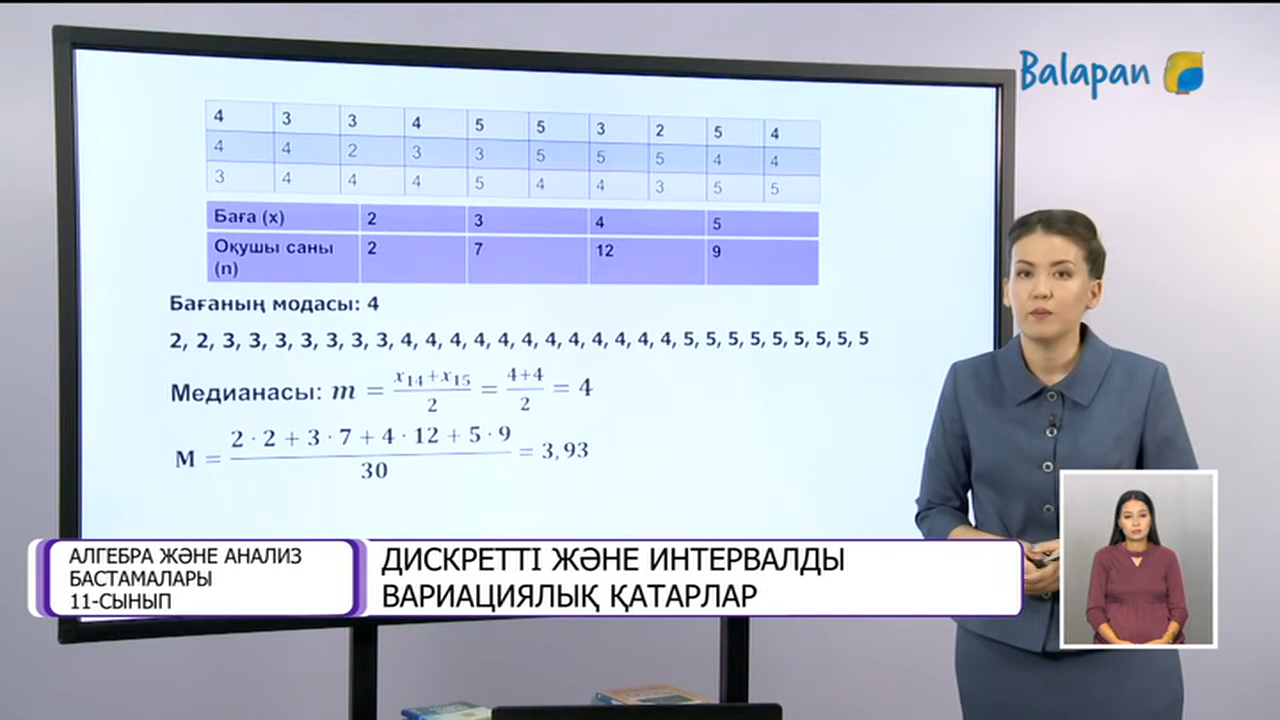 Balapan
4 3 3 4 5 5 3 2 5 4
4 4 2 3 3 5 5 5 4 4
3 4 4 4 5 4 4 3 5 5
Баға (х) 2 3 4 5
Оқушы саны (n) 2 7 12 9
Бағаның модасы: 4
2, 2, 3, 3, 3, 3, 3, 3, 3, 4, 4, 4, 4, 4, 4, 4, 4, 4, 4, 4, 4, 5, 5, 5, 5, 5, 5, 5, 5, 5
Медианасы: m = (x₁₄+x₁₅)/2 = (4+4)/2 = 4
M = (2 · 2 + 3 · 7 + 4 · 12 + 5 · 9)/30 = 3,93
АЛГЕБРА ЖӘНЕ АНАЛИЗ
БАСТАМАЛАРЫ
11-СЫНЫП
ДИСКРЕТТІ ЖӘНЕ ИНТЕРВАЛДЫ
ВАРИАЦИЯЛЫҚ ҚАТАРЛАР